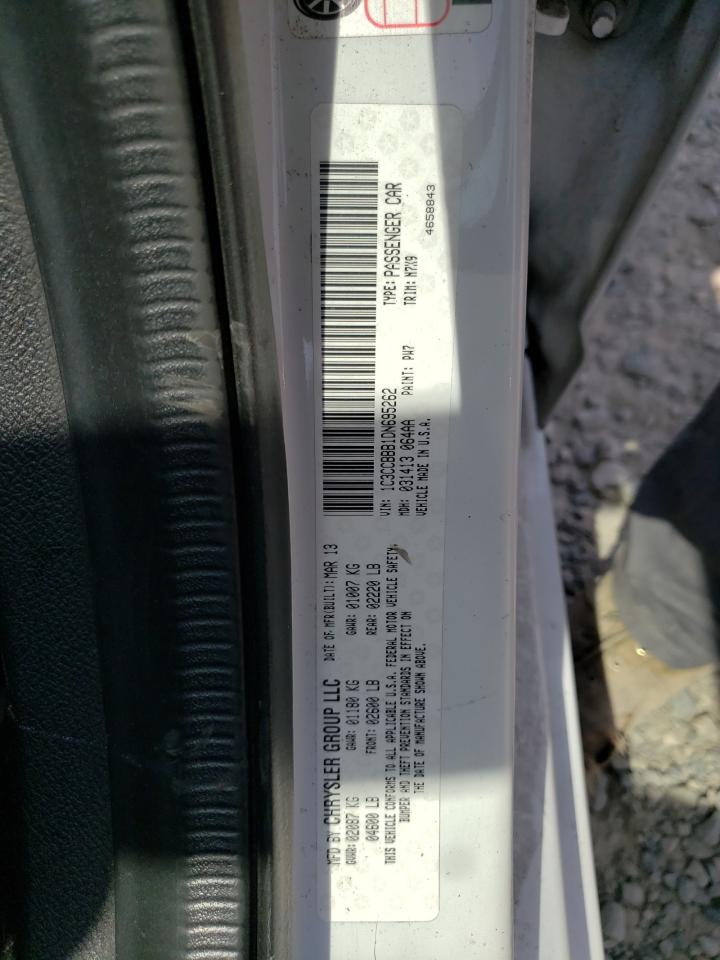 MFD BY CHRYSLER GROUP LLC DATE OF MFR(BUILT): MAR 13
GVWR: 02087 KG GAWR: 01180 KG GAWR: 01007 KG
04600 LB FRONT: 02600 LB REAR: 02220 LB
THIS VEHICLE CONFORMS TO ALL APPLICABLE U.S.A. FEDERAL MOTOR VEHICLE SAFETY,
BUMPER AND THEFT PREVENTION STANDARDS IN EFFECT ON
THE DATE OF MANUFACTURE SHOWN ABOVE.
VIN: 1C3CCBBB1DN695262 TYPE: PASSENGER CAR
MDH: 031413 064AA PAINT: PW7 TRIM: M7X9
VEHICLE MADE IN U.S.A. 4658843